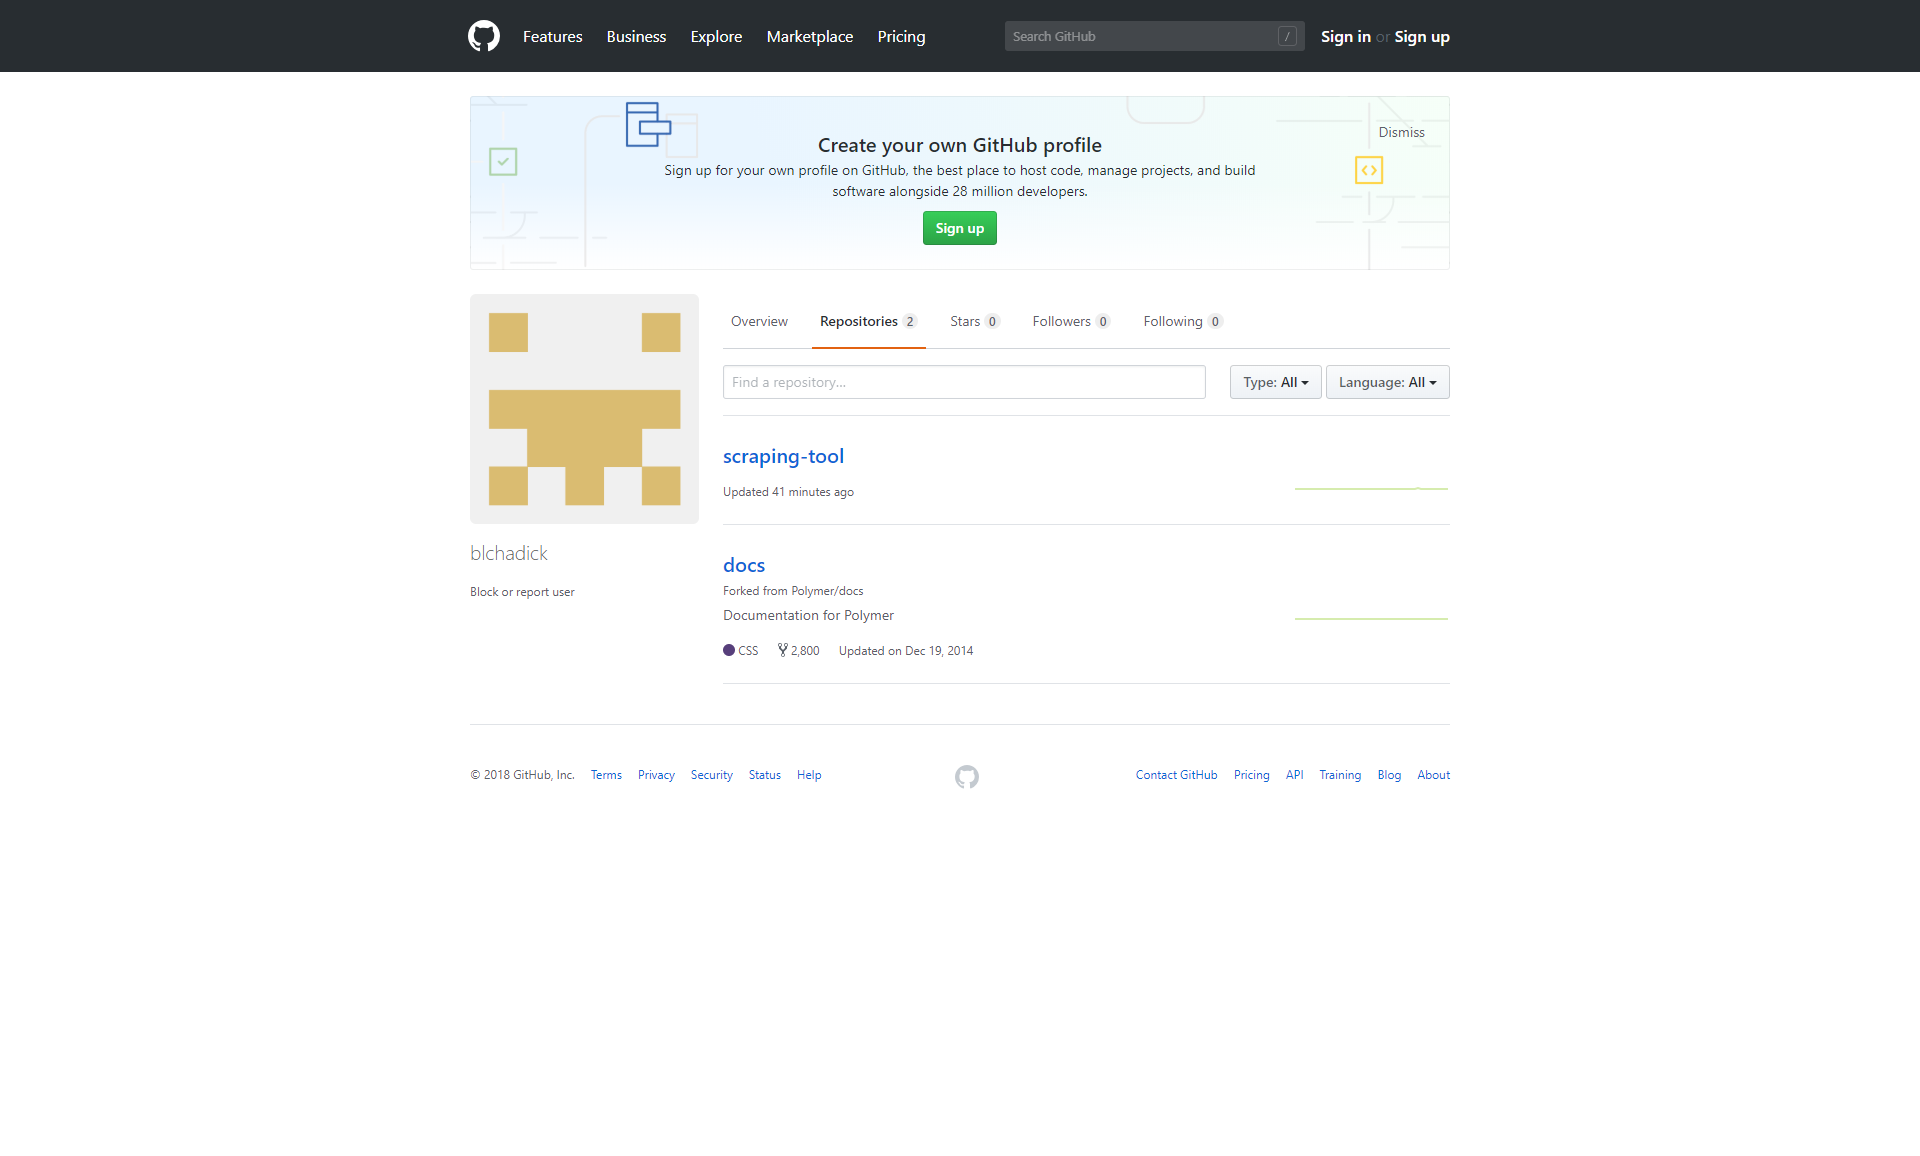 Features Business Explore Marketplace Pricing Search GitHub / Sign in or Sign up
Dismiss
Create your own GitHub profile
Sign up for your own profile on GitHub, the best place to host code, manage projects, and build
software alongside 28 million developers.
Sign up
Overview Repositories 2 Stars 0 Followers 0 Following 0
Find a repository... Type: All Language: All
scraping-tool
Updated 41 minutes ago
blchadick
Block or report user
docs
Forked from Polymer/docs
Documentation for Polymer
CSS 2,800 Updated on Dec 19, 2014
© 2018 GitHub, Inc. Terms Privacy Security Status Help Contact GitHub Pricing API Training Blog About